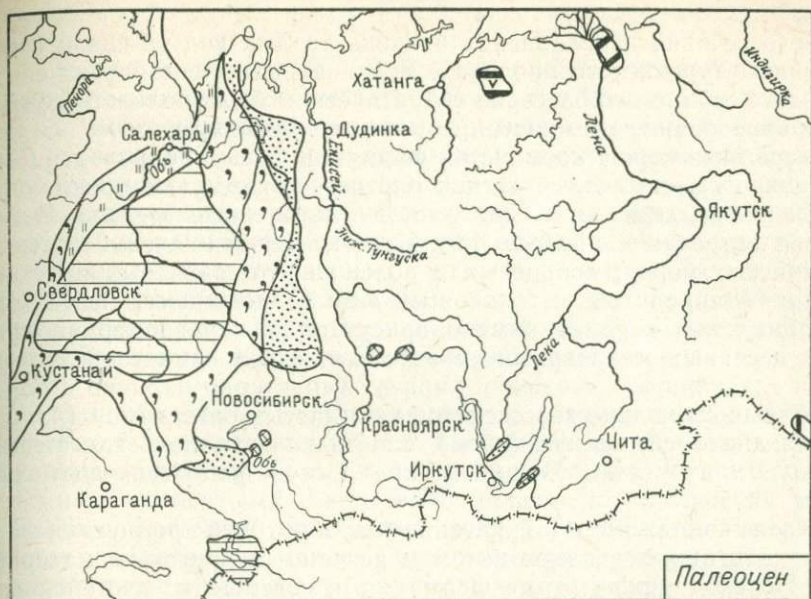 Печора
Хатанга
Индигирка
Салехард
Обь
Дудинка
Енисей
Лена
Якутск
Ниж. Тунгуска
Свердловск
Лена
Кустанай
Новосибирск
Красноярск
Чита
Обь
Иркутск
Караганда
Палеоцен